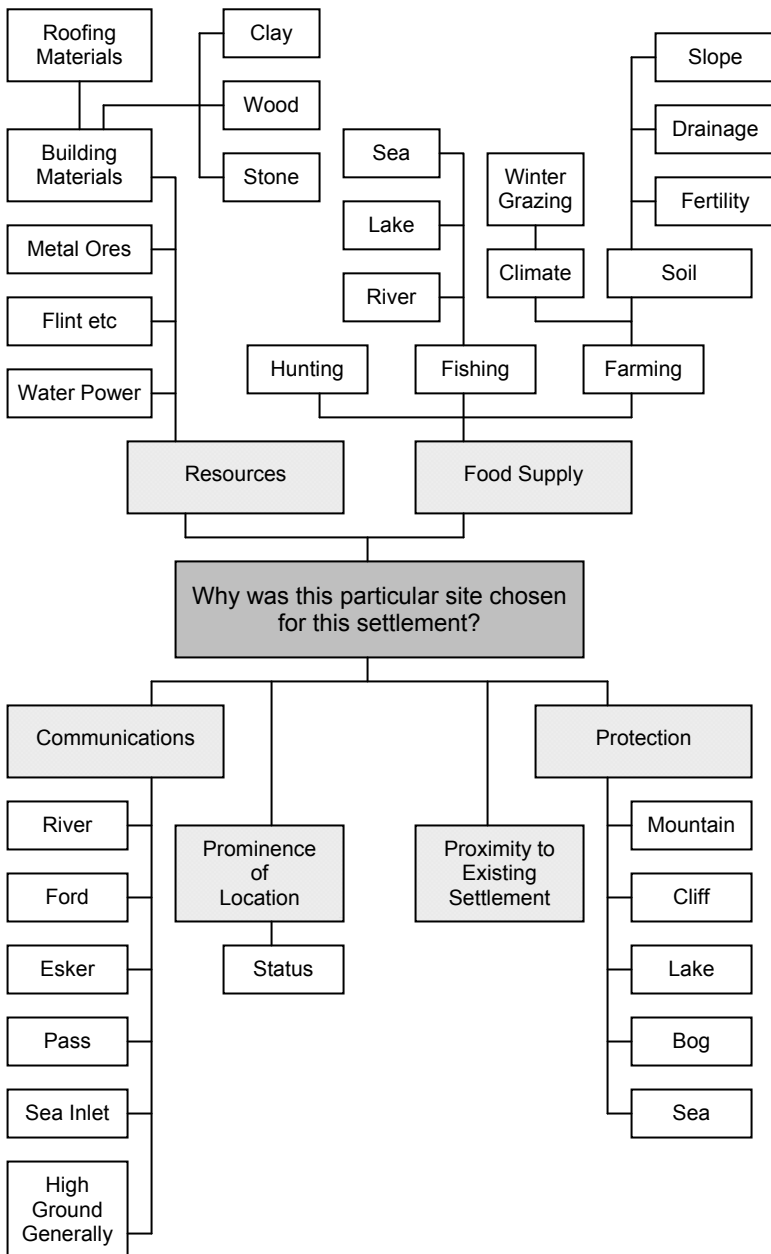 Roofing
Materials
Clay
Slope
Wood
Drainage
Building
Materials
Sea
Winter
Grazing
Stone
Fertility
Lake
Metal Ores
Climate
Soil
River
Flint etc
Hunting
Fishing
Farming
Water Power
Resources
Food Supply
Why was this particular site chosen
for this settlement?
Communications
Protection
River
Prominence
of
Location
Proximity to
Existing
Settlement
Mountain
Ford
Cliff
Esker
Status
Lake
Pass
Bog
Sea Inlet
Sea
High
Ground
Generally